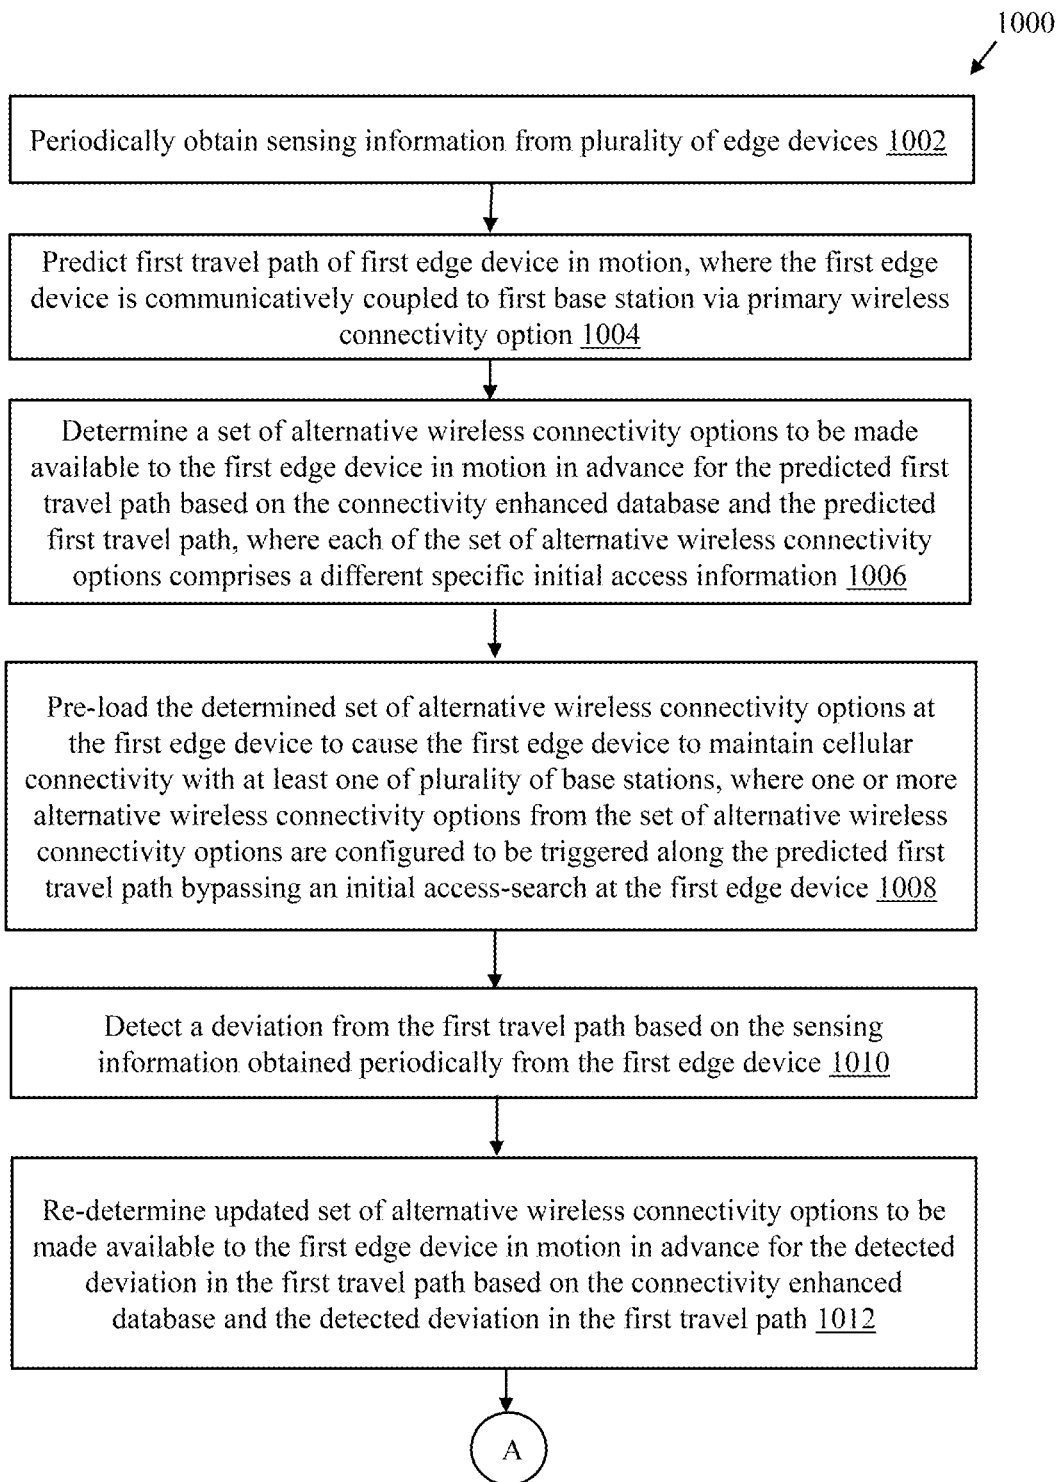 1000
Periodically obtain sensing information from plurality of edge devices 1002
Predict first travel path of first edge device in motion, where the first edge
device is communicatively coupled to first base station via primary wireless
connectivity option 1004
Determine a set of alternative wireless connectivity options to be made
available to the first edge device in motion in advance for the predicted first
travel path based on the connectivity enhanced database and the predicted
first travel path, where each of the set of alternative wireless connectivity
options comprises a different specific initial access information 1006
Pre-load the determined set of alternative wireless connectivity options at
the first edge device to cause the first edge device to maintain cellular
connectivity with at least one of plurality of base stations, where one or more
alternative wireless connectivity options from the set of alternative wireless
connectivity options are configured to be triggered along the predicted first
travel path bypassing an initial access-search at the first edge device 1008
Detect a deviation from the first travel path based on the sensing
information obtained periodically from the first edge device 1010
Re-determine updated set of alternative wireless connectivity options to be
made available to the first edge device in motion in advance for the detected
deviation in the first travel path based on the connectivity enhanced
database and the detected deviation in the first travel path 1012
A